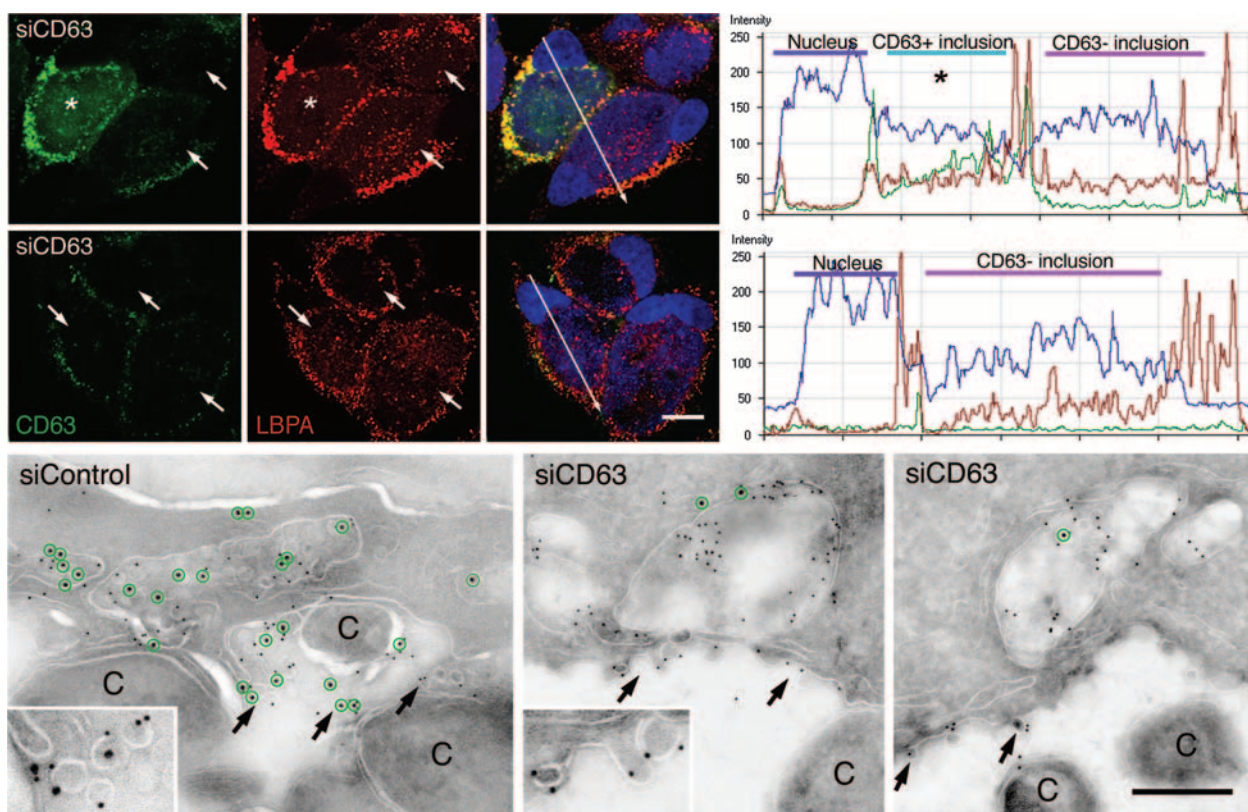 siCD63
*
*
Intensity
250
200
150
100
50
0
Nucleus
CD63+ inclusion
CD63- inclusion
*
siCD63
CD63
LBPA
Intensity
250
200
150
100
50
0
Nucleus
CD63- inclusion
siControl
C
C
C
siCD63
C
siCD63
C
C